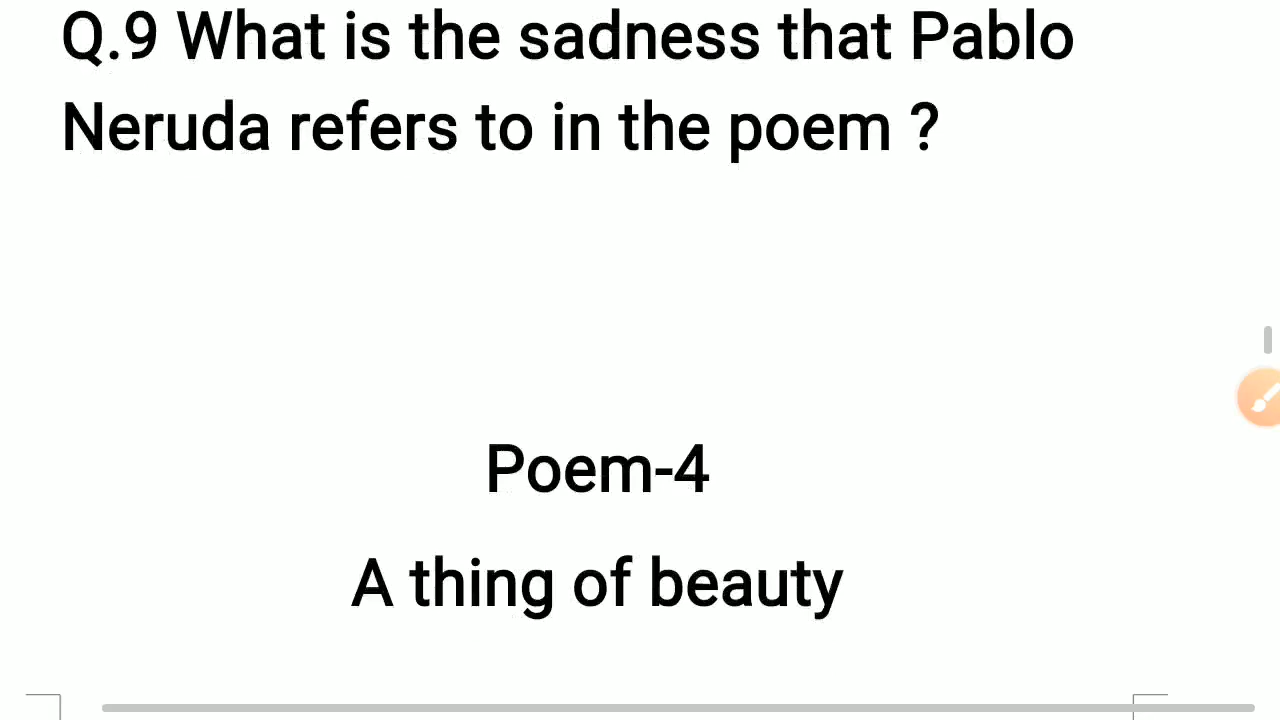 Q.9 What is the sadness that Pablo
Neruda refers to in the poem ?
Poem-4
A thing of beauty